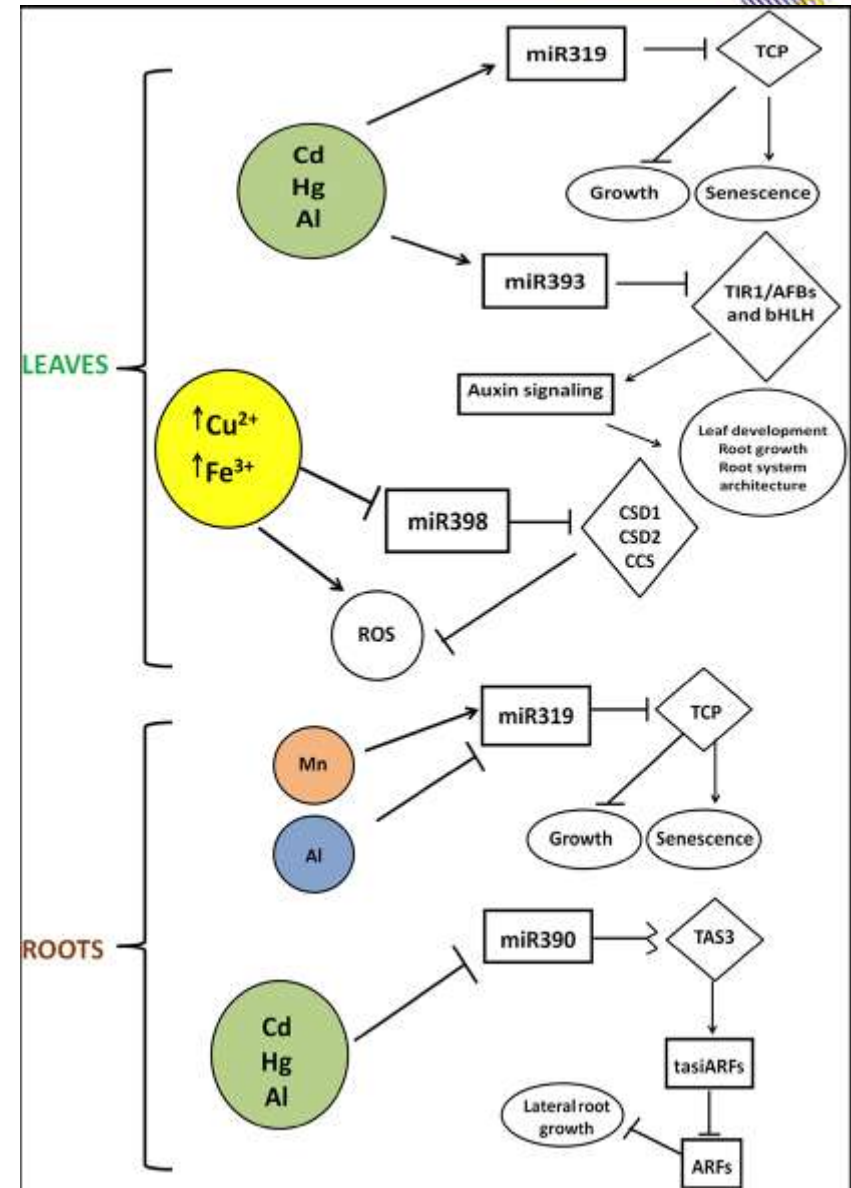 miR319
TCP
Cd
Hg
Al
Growth
Senescence
miR393
TIR1/AFBs
and bHLH
LEAVES
Auxin signaling
↑Cu²⁺
↑Fe³⁺
Leaf development
Root growth
Root system
architecture
miR398
CSD1
CSD2
CCS
ROS
miR319
TCP
Mn
Al
Growth
Senescence
ROOTS
miR390
TAS3
Cd
Hg
Al
tasiARFs
Lateral root
growth
ARFs